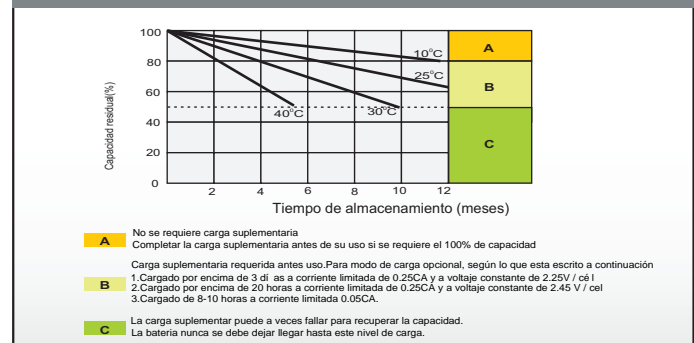 100
80
60
40
20
0
Capacidad residual(%)
10°C
25°C
30°C
40°C
A
B
C
2 4 6 8 10 12
Tiempo de almacenamiento (meses)
A
No se requiere carga suplementaria
Completar la carga suplementaria antes de su uso si se requiere el 100% de capacidad
Carga suplementaria requerida antes uso.Para modo de carga opcional, según lo que esta escrito a continuación
B
1.Cargado por encima de 3 dí as a corriente limitada de 0.25CA y a voltaje constante de 2.25V / cé l
2.Cargado por encima de 20 horas a corriente limitada de 0.25CA y a voltaje constante de 2.45 V / cel
3.Cargado de 8-10 horas a corriente limitada 0.05CA.
C
La carga suplementar puede a veces fallar para recuperar la capacidad.
La bateria nunca se debe dejar llegar hasta este nivel de carga.